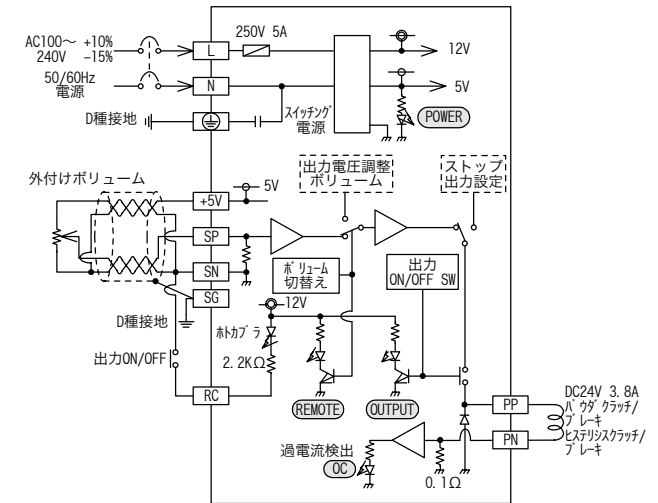 AC100～ +10%
240V -15%
50/60Hz
電源
D種接地
L
N
250V 5A
12V
5V
ｽｲｯﾁﾝｸﾞ
電源
POWER
外付けボリューム
+5V
5V
出力電圧調整
ボリューム
ストップ
出力設定
SP
SN
SG
ﾎﾞﾘｭｰﾑ
切替え
出力
ON/OFF SW
12V
D種接地
ﾎﾄｶﾌﾟﾗ
出力ON/OFF
2.2KΩ
RC
REMOTE
OUTPUT
PP
PN
DC24V 3.8A
ﾊﾟｳﾀﾞｸﾗｯﾁ/
ﾌﾞﾚｰｷ
ﾋｽﾃﾘｼｽｸﾗｯﾁ/
ﾌﾞﾚｰｷ
過電流検出
OC
0.1Ω